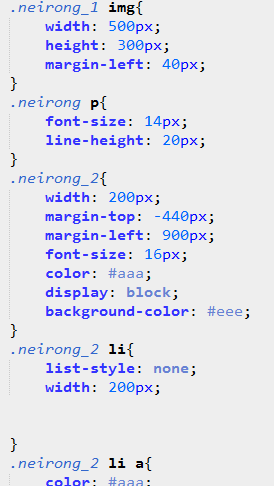 .neirong_1 img{
width: 500px;
height: 300px;
margin-left: 40px;
}
.neirong p{
font-size: 14px;
line-height: 20px;
}
.neirong_2{
width: 200px;
margin-top: -440px;
margin-left: 900px;
font-size: 16px;
color: #aaa;
display: block;
background-color: #eee;
}
.neirong_2 li{
list-style: none;
width: 200px;
}
.neirong_2 li a{
color: #aaa;